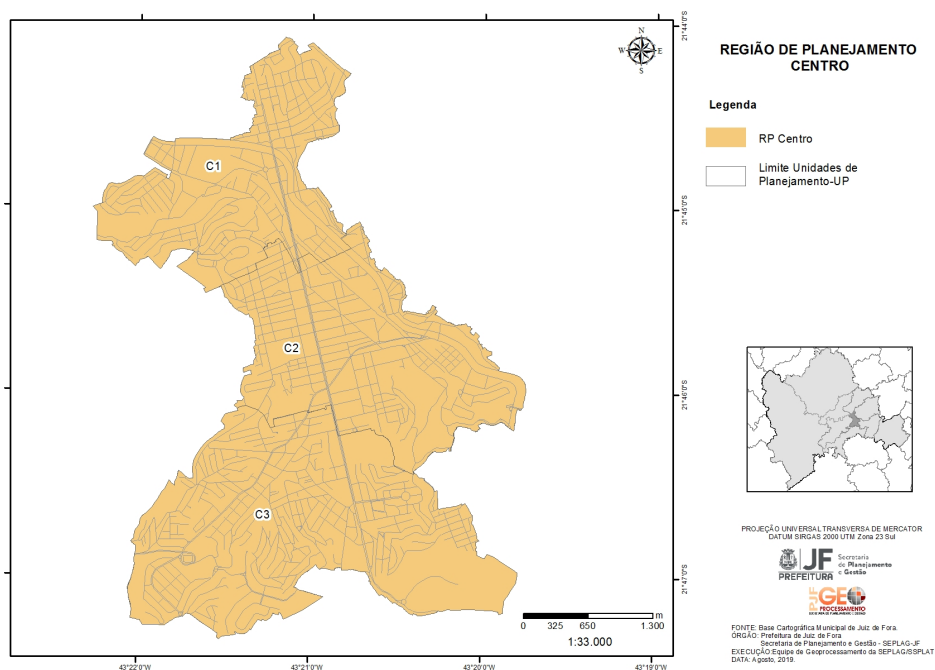 REGIÃO DE PLANEJAMENTO
CENTRO
Legenda
RP Centro
Limite Unidades de
Planejamento-UP
N
W
E
S
C1
C2
C3
21°44'0"S
21°45'0"S
21°46'0"S
21°47'0"S
43°22'0"W
43°21'0"W
43°20'0"W
43°19'0"W
m
0 325 650 1.300
1:33.000
PROJEÇÃO UNIVERSAL TRANSVERSA DE MERCATOR
DATUM SIRGAS 2000 UTM Zona 23 Sul
JF
PREFEITURA
Secretaria
de Planejamento
e Gestão
PJF
GEO
PROCESSAMENTO
FONTE: Base Cartográfica Municipal de Juiz de Fora.
ÓRGÃO: Prefeitura de Juiz de Fora
Secretaria de Planejamento e Gestão - SEPLAG-JF
EXECUÇÃO:Equipe de Geoprocessamento da SEPLAG/SSPLAT
DATA: Agosto, 2019.